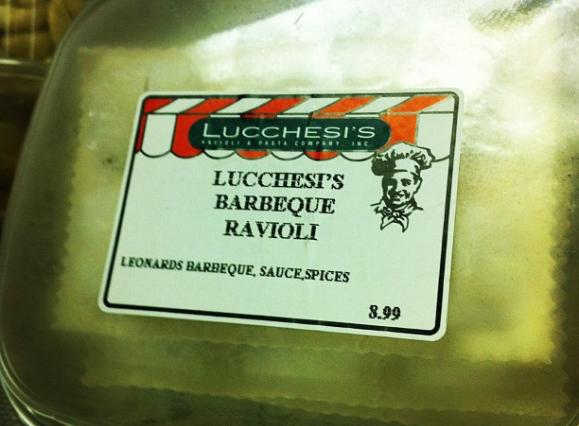 LUCCHESI'S
RAVIOLI & PASTA COMPANY, INC.
LUCCHESI'S
BARBEQUE
RAVIOLI
LEONARDS BARBEQUE, SAUCE,SPICES
8.99